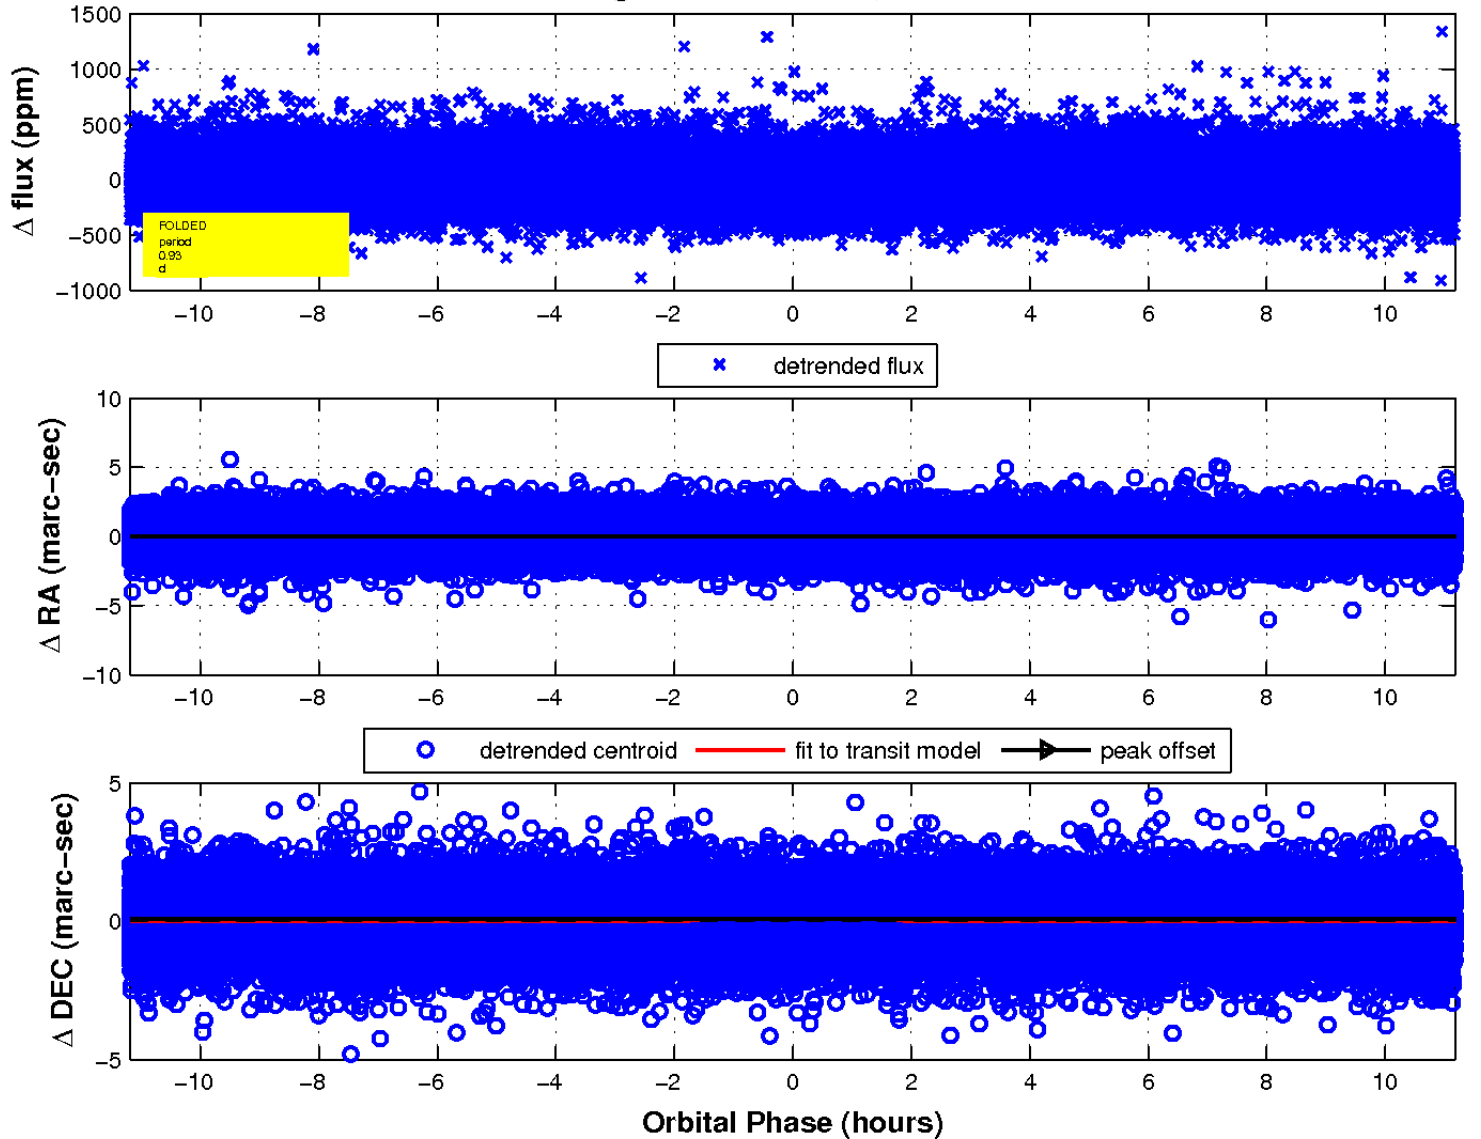 1500
1000
500
0
−500
−1000
Δ flux (ppm)
FOLDED
period
0.93
d
−10 −8 −6 −4 −2 0 2 4 6 8 10
detrended flux
10
5
0
−5
−10
Δ RA (marc−sec)
−10 −8 −6 −4 −2 0 2 4 6 8 10
detrended centroid fit to transit model peak offset
5
0
−5
Δ DEC (marc−sec)
−10 −8 −6 −4 −2 0 2 4 6 8 10
Orbital Phase (hours)